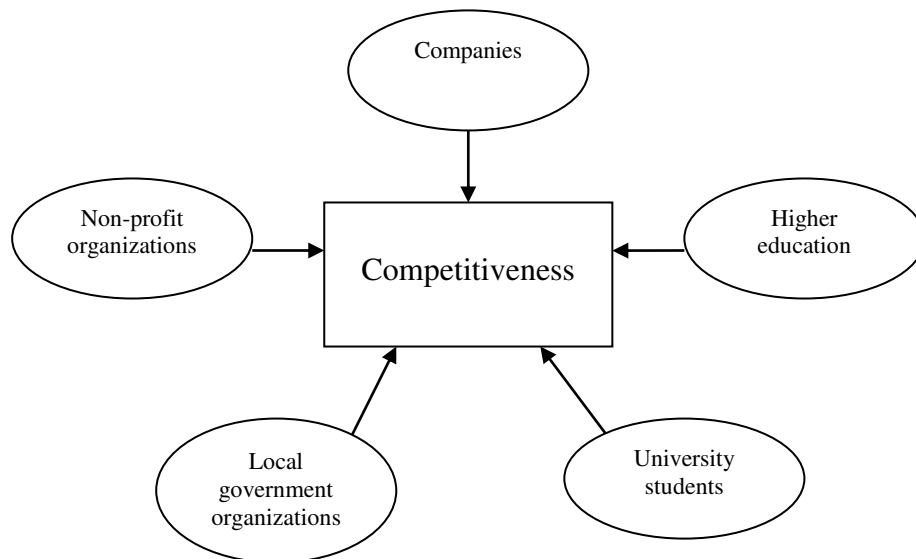 Companies
Non-profit
organizations
Higher
education
Competitiveness
Local
government
organizations
University
students